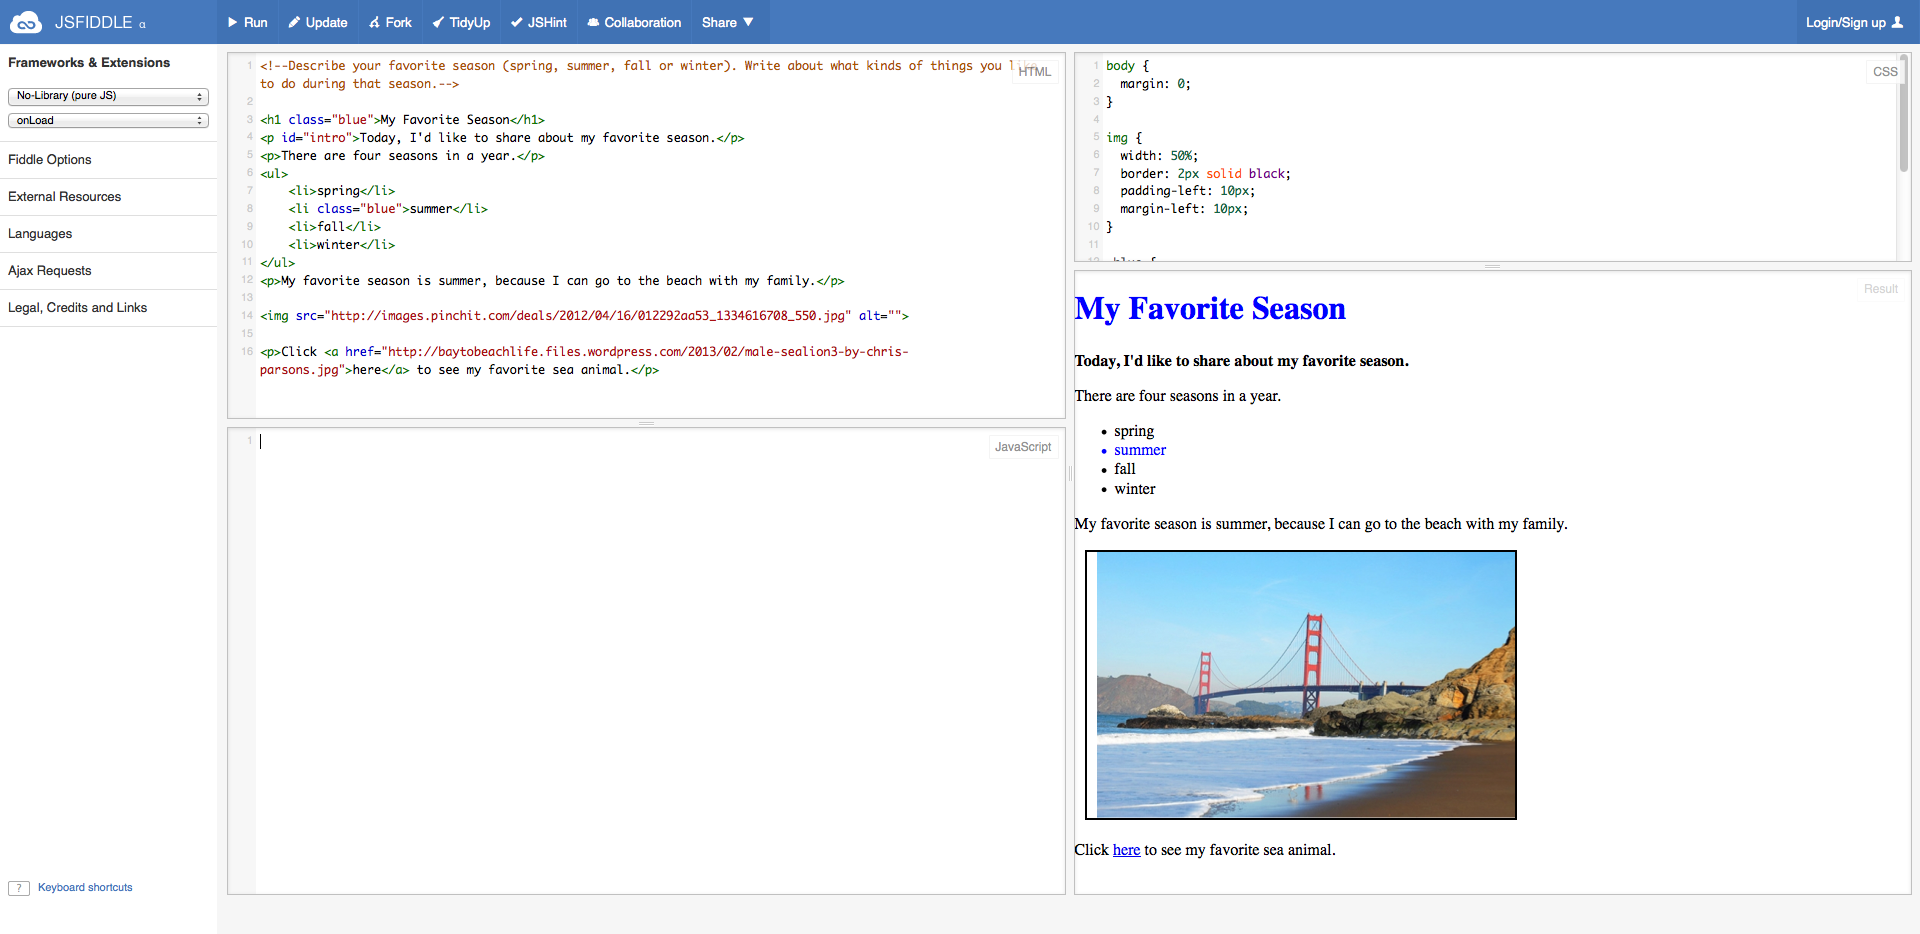 JSFIDDLE α
Run
Update
Fork
TidyUp
JSHint
Collaboration
Share ▼
Login/Sign up
Frameworks & Extensions
No-Library (pure JS)
onLoad
Fiddle Options
External Resources
Languages
Ajax Requests
Legal, Credits and Links
? Keyboard shortcuts
HTML
1 <!--Describe your favorite season (spring, summer, fall or winter). Write about what kinds of things you
to do during that season.-->
2
3 <h1 class="blue">My Favorite Season</h1>
4 <p id="intro">Today, I'd like to share about my favorite season.</p>
5 <p>There are four seasons in a year.</p>
6 <ul>
7 <li>spring</li>
8 <li class="blue">summer</li>
9 <li>fall</li>
10 <li>winter</li>
11 </ul>
12 <p>My favorite season is summer, because I can go to the beach with my family.</p>
13
14 <img src="http://images.pinchit.com/deals/2012/04/16/012292aa53_1334616708_550.jpg" alt="">
15
16 <p>Click <a href="http://baytobeachlife.files.wordpress.com/2013/02/male-sealion3-by-chris-
parsons.jpg">here</a> to see my favorite sea animal.</p>
JavaScript
1
CSS
1 body {
2 margin: 0;
3 }
4
5 img {
6 width: 50%;
7 border: 2px solid black;
8 padding-left: 10px;
9 margin-left: 10px;
10 }
11
Result
My Favorite Season
Today, I'd like to share about my favorite season.
There are four seasons in a year.
• spring
• summer
• fall
• winter
My favorite season is summer, because I can go to the beach with my family.
Click here to see my favorite sea animal.